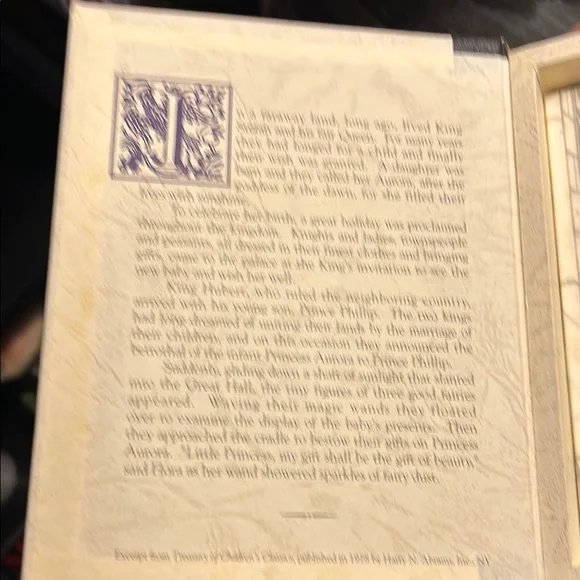 In a faraway land, long ago, lived King
Stefan and his fair Queen. For many years
they had longed for a child and finally
their wish was granted. A daughter was
born and they called her Aurora, after the
goddess of the dawn, for she filled their
lives with sunshine.
To celebrate her birth, a great holiday was proclaimed
throughout the kingdom. Knights and ladies, townspeople
and peasants, all dressed in their finest clothes and bringing
gifts, came to the palace at the King's invitation to see the
new baby and wish her well.
King Hubert, who ruled the neighboring country,
arrived with his young son, Prince Phillip. The two kings
had long dreamed of uniting their lands by the marriage of
their children, and on this occasion they announced the
betrothal of the infant Princess Aurora to Prince Phillip.
Suddenly, gliding down a shaft of sunlight that slanted
into the Great Hall, the tiny figures of three good fairies
appeared. Waving their magic wands they floated
over to examine the display of the baby's presents. Then
they approached the cradle to bestow their gifts on Princess
Aurora. "Little Princess, my gift shall be the gift of beauty,"
said Flora as her wand showered sparkles of fairy dust.
Excerpt from Treasury of Children's Classics, published in 1978 by Harry N. Abrams, Inc., NY